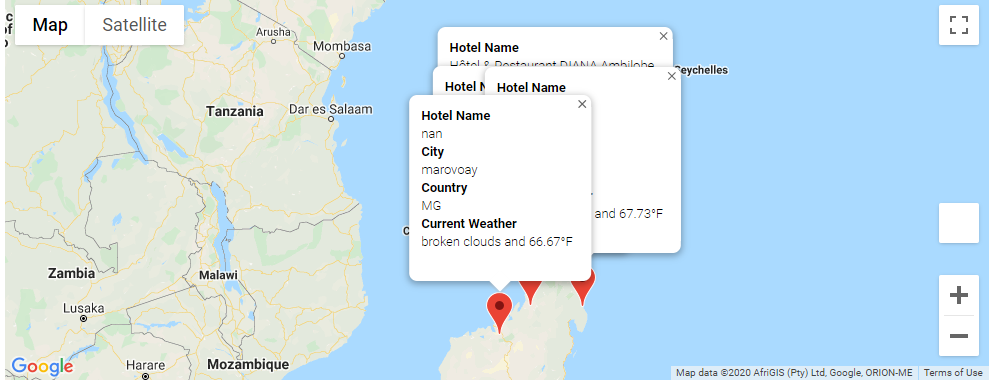 Map
Satellite
Arusha
Mombasa
Seychelles
Tanzania
Dar es Salaam
Hotel Name
Hôtel & Restaurant DIANA Ambilobe
Hotel N
Hotel Name
and 67.73°F
Hotel Name
nan
City
marovoay
Country
MG
Current Weather
broken clouds and 66.67°F
Zambia
Malawi
Lusaka
Harare
Mozambique
Google
Map data ©2020 AfriGIS (Pty) Ltd, Google, ORION-ME
Terms of Use